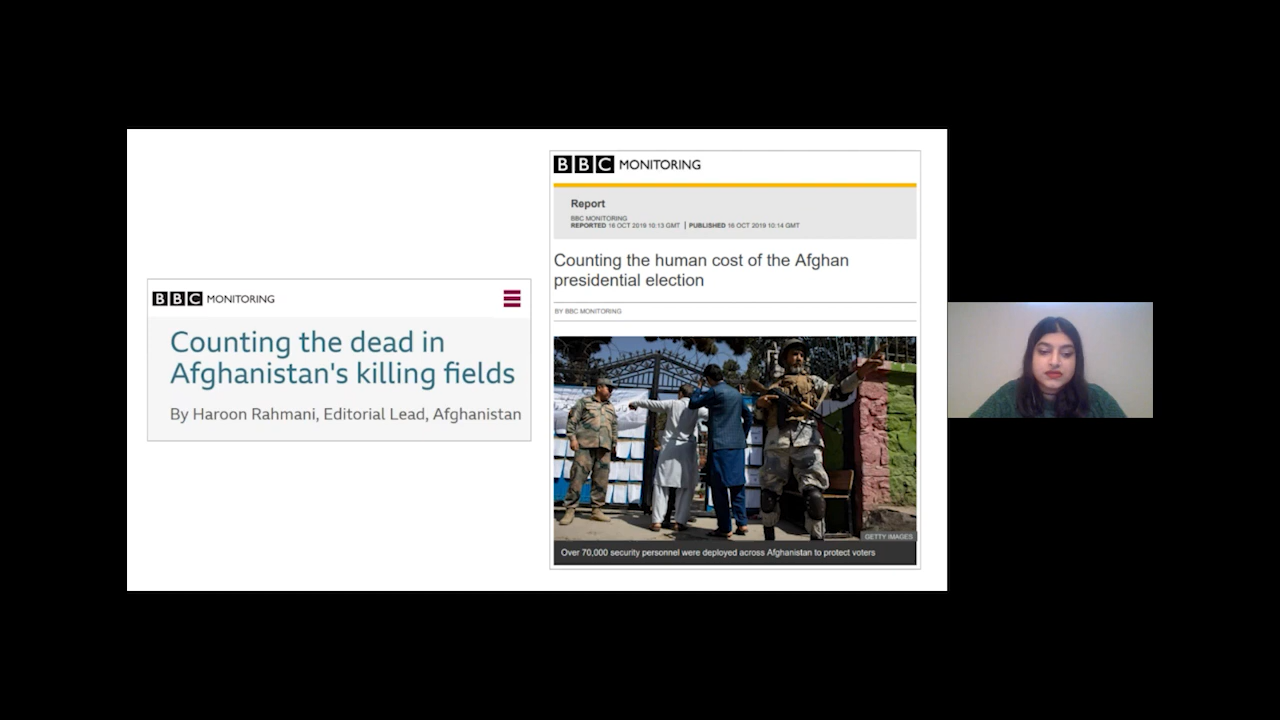 BBC MONITORING
Counting the dead in
Afghanistan's killing fields
By Haroon Rahmani, Editorial Lead, Afghanistan
BBC MONITORING
Report
BBC MONITORING
REPORTED 16 OCT 2019 10:13 GMT | PUBLISHED 16 OCT 2019 10:14 GMT
Counting the human cost of the Afghan
presidential election
BY BBC MONITORING
GETTY IMAGES
Over 70,000 security personnel were deployed across Afghanistan to protect voters